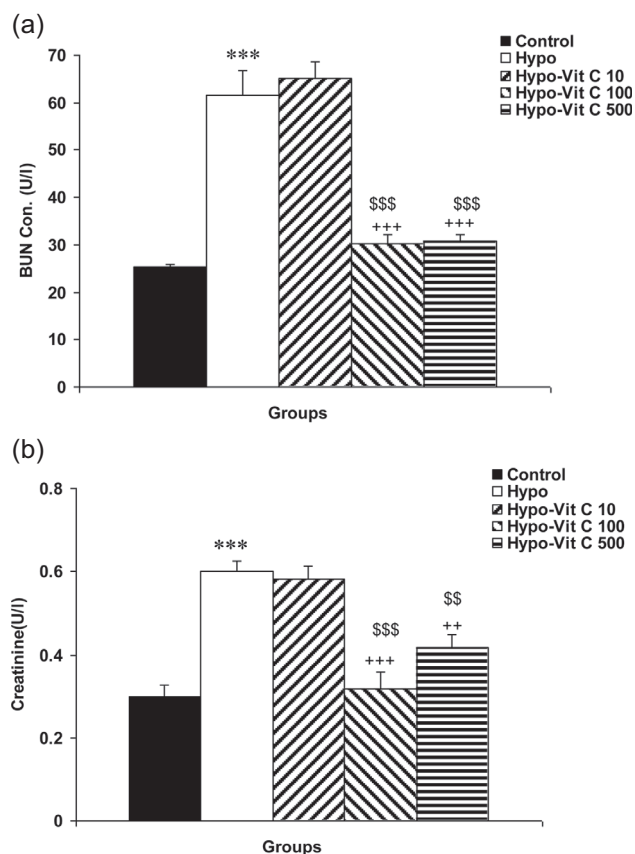 (a)
70
60
50
40
30
20
10
0
BUN Con. (U/l)
***
$$$
+++
$$$
+++
Control
Hypo
Hypo-Vit C 10
Hypo-Vit C 100
Hypo-Vit C 500
Groups
(b)
0.8
0.6
0.4
0.2
0
Creatinine(U/l)
***
$$$
+++
$$
++
Control
Hypo
Hypo-Vit C 10
Hypo-Vit C 100
Hypo-Vit C 500
Groups